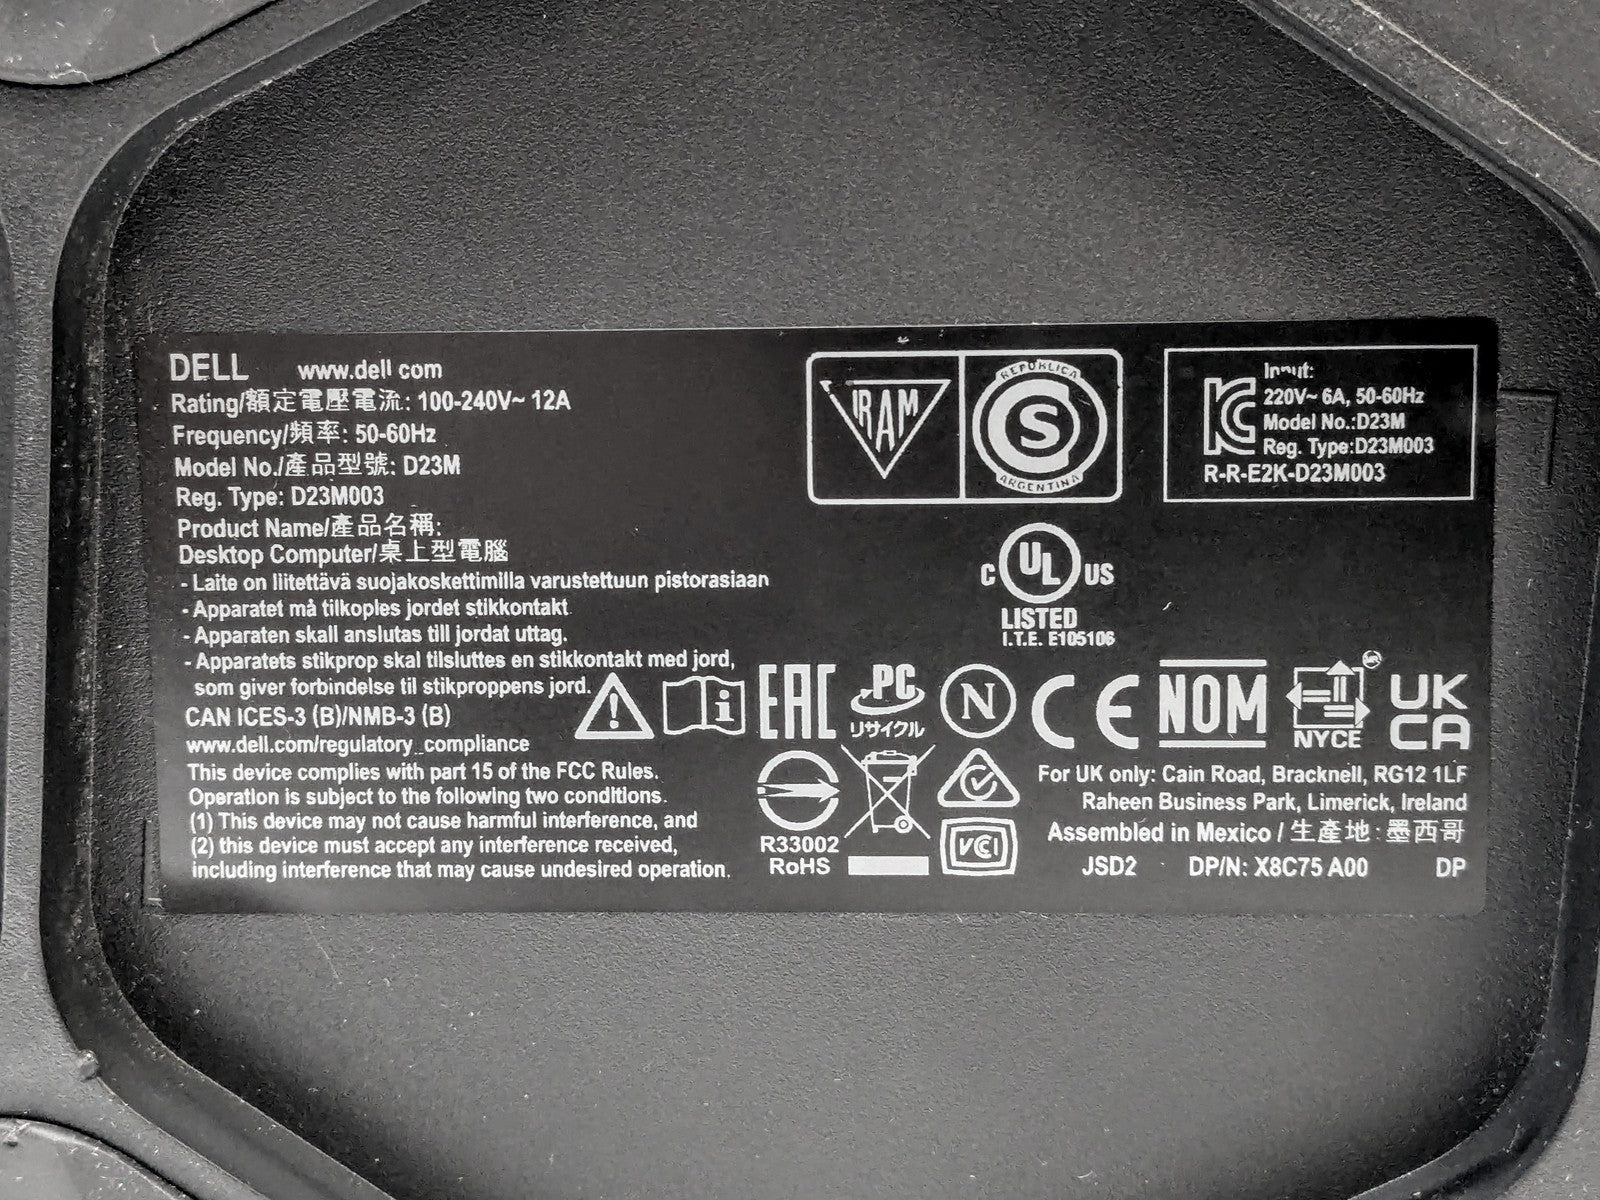 DELL www.dell.com
Rating/額定電壓電流: 100-240V~ 12A
Frequency/頻率: 50-60Hz
Model No./產品型號: D23M
Reg. Type: D23M003
Product Name/產品名稱:
Desktop Computer/桌上型電腦
- Laite on liitettävä suojakoskettimilla varustettuun pistorasiaan
- Apparatet må tilkoples jordet stikkontakt
- Apparaten skall anslutas till jordat uttag.
- Apparatets stikprop skal tilsluttes en stikkontakt med jord,
som giver forbindelse til stikproppens jord.
CAN ICES-3 (B)/NMB-3 (B)
www.dell.com/regulatory_compliance
This device complies with part 15 of the FCC Rules.
Operation is subject to the following two conditions.
(1) This device may not cause harmful interference, and
(2) this device must accept any interference received,
including interference that may cause undesired operation.
IRAM
REPUBLICA
S
ARGENTINA
KC
Input:
220V~ 6A, 50-60Hz
Model No.:D23M
Reg. Type:D23M003
R-R-E2K-D23M003
C UL US
LISTED
I.T.E. E105106
EAC
PC
リサイクル
N
CE
NOM
NYCE
UK
CA
R33002
RoHS
VCI
For UK only: Cain Road, Bracknell, RG12 1LF
Raheen Business Park, Limerick, Ireland
Assembled in Mexico / 生產地: 墨西哥
JSD2 DP/N: X8C75 A00 DP